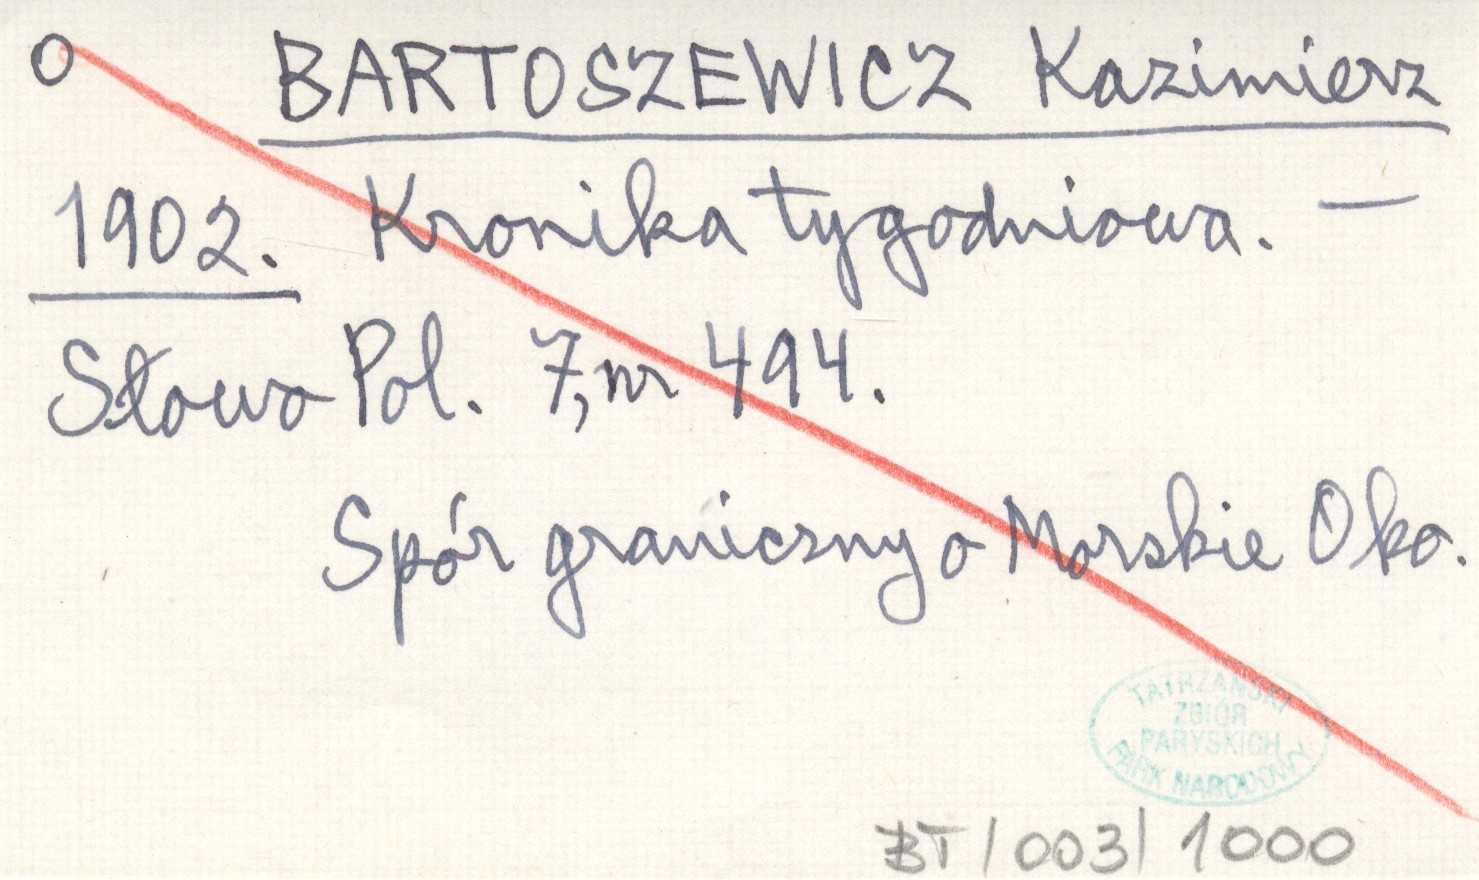 O BARTOSZEWICZ Kazimierz
1902. Kronika tygodniowa. —
Słowo Pol. 7, nr 494.
Spór graniczny o Morskie Oko.
TATRZAŃSKI
ZBIÓR
PARYSKICH
PARK NARODOWY
BT/003/1000